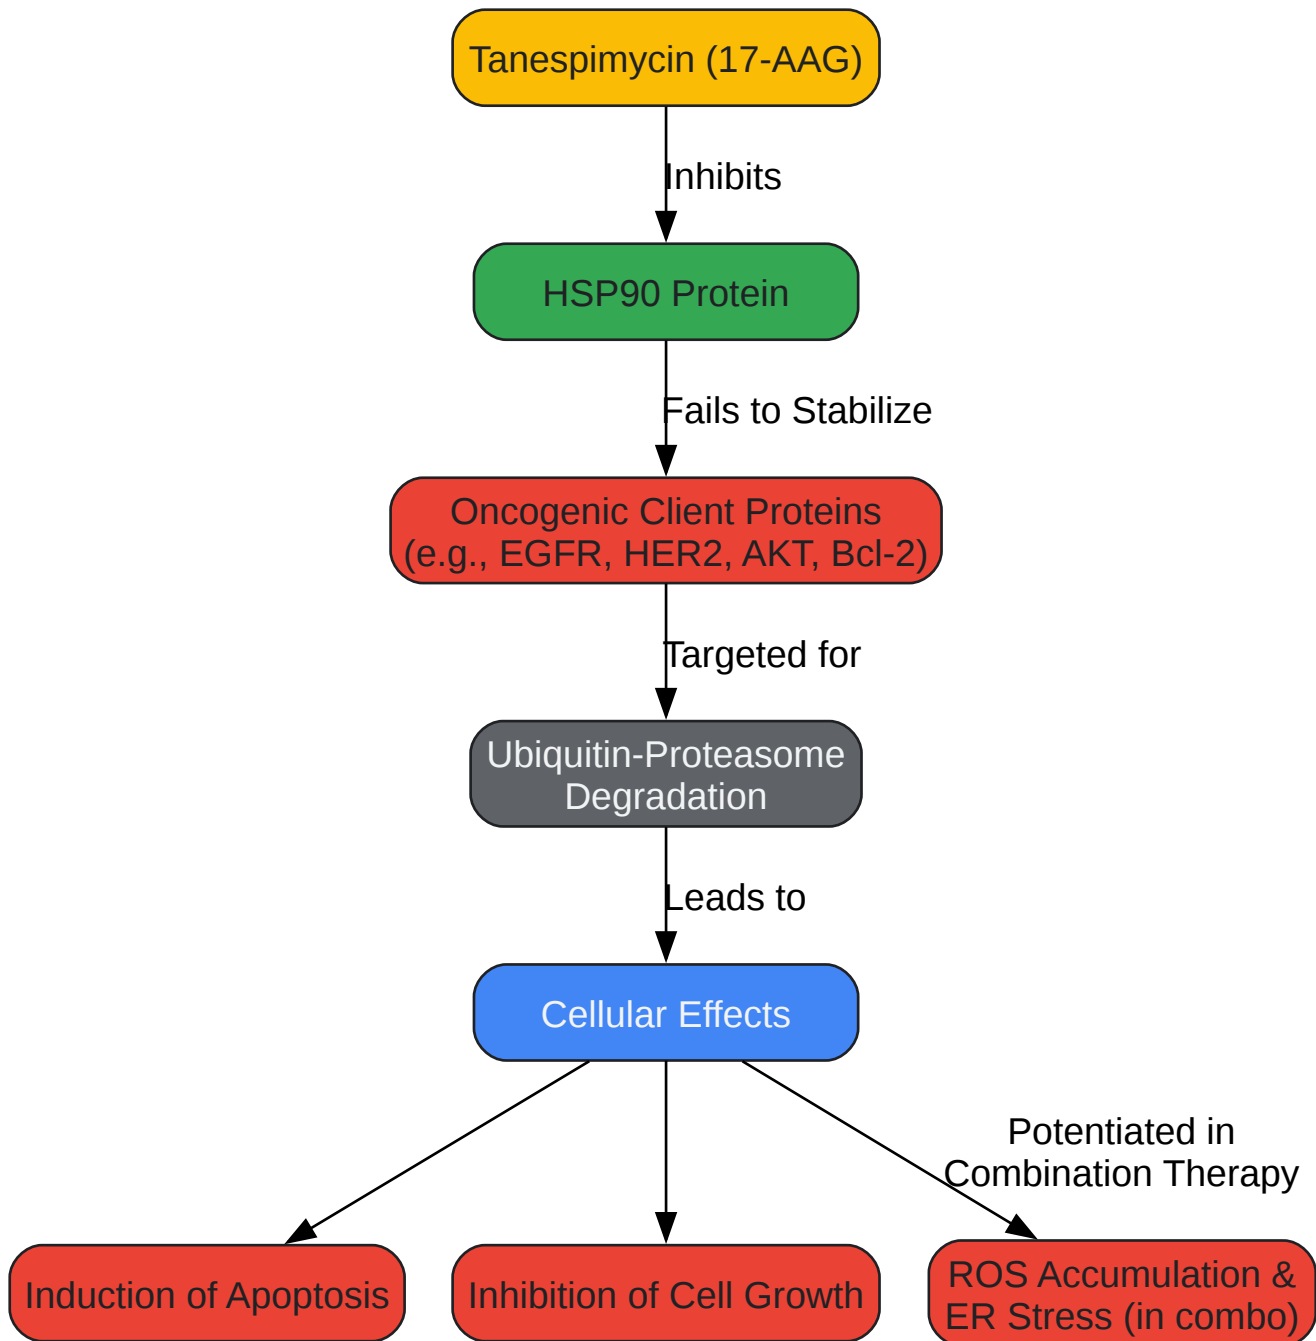 Tanespimycin (17-AAG)
Inhibits
HSP90 Protein
Fails to Stabilize
Oncogenic Client Proteins
(e.g., EGFR, HER2, AKT, Bcl-2)
Targeted for
Ubiquitin-Proteasome
Degradation
Leads to
Cellular Effects
Potentiated in
Combination Therapy
Induction of Apoptosis
Inhibition of Cell Growth
ROS Accumulation &
ER Stress (in combo)